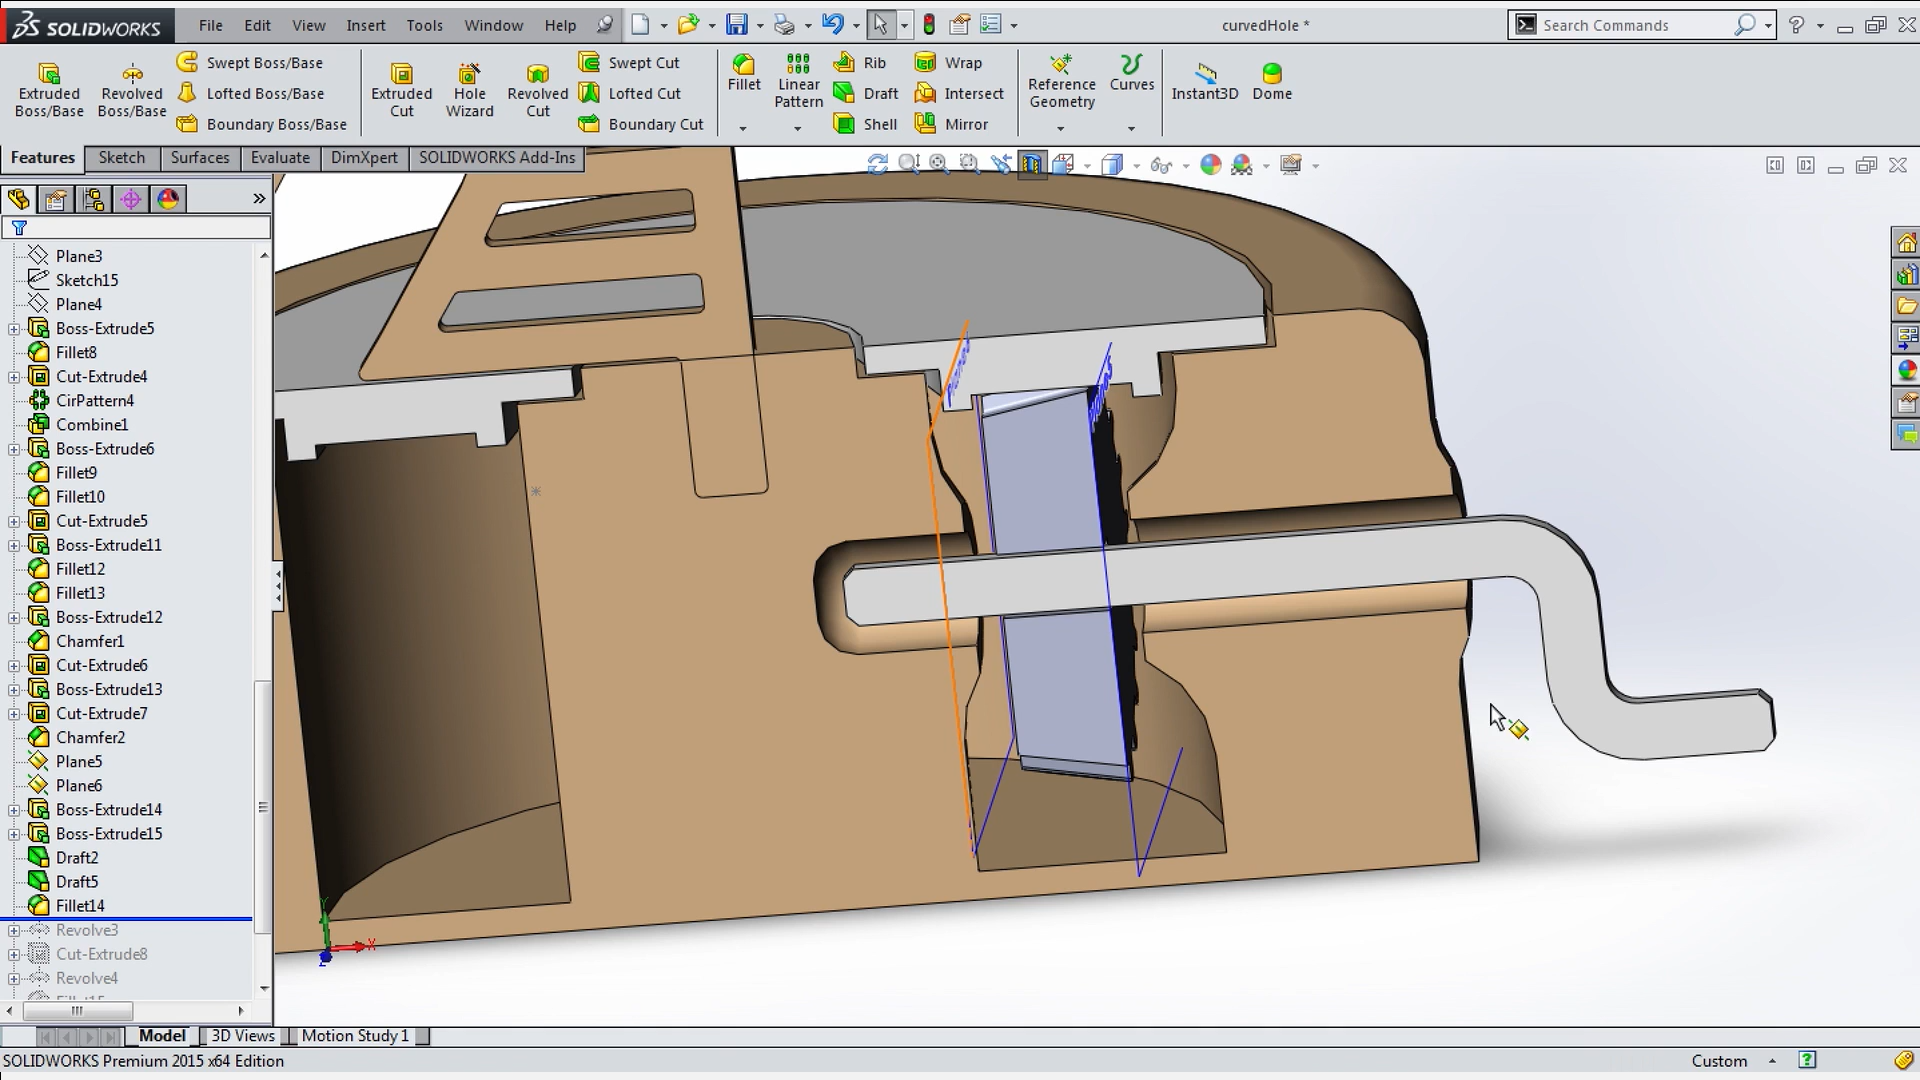 SOLIDWORKS File Edit View Insert Tools Window Help curvedHole * Search Commands
Extruded Boss/Base
Revolved Boss/Base
Swept Boss/Base
Lofted Boss/Base
Boundary Boss/Base
Extruded Cut
Hole Wizard
Revolved Cut
Swept Cut
Lofted Cut
Boundary Cut
Fillet
Linear Pattern
Rib
Draft
Shell
Wrap
Intersect
Mirror
Reference Geometry
Curves
Instant3D
Dome
Features Sketch Surfaces Evaluate DimXpert SOLIDWORKS Add-Ins
Plane3
Sketch15
Plane4
Boss-Extrude5
Fillet8
Cut-Extrude4
CirPattern4
Combine1
Boss-Extrude6
Fillet9
Fillet10
Cut-Extrude5
Boss-Extrude11
Fillet12
Fillet13
Boss-Extrude12
Chamfer1
Cut-Extrude6
Boss-Extrude13
Cut-Extrude7
Chamfer2
Plane5
Plane6
Boss-Extrude14
Boss-Extrude15
Draft2
Draft5
Fillet14
Revolve3
Cut-Extrude8
Revolve4
Y
X
Z
Model 3D Views Motion Study 1
SOLIDWORKS Premium 2015 x64 Edition Custom